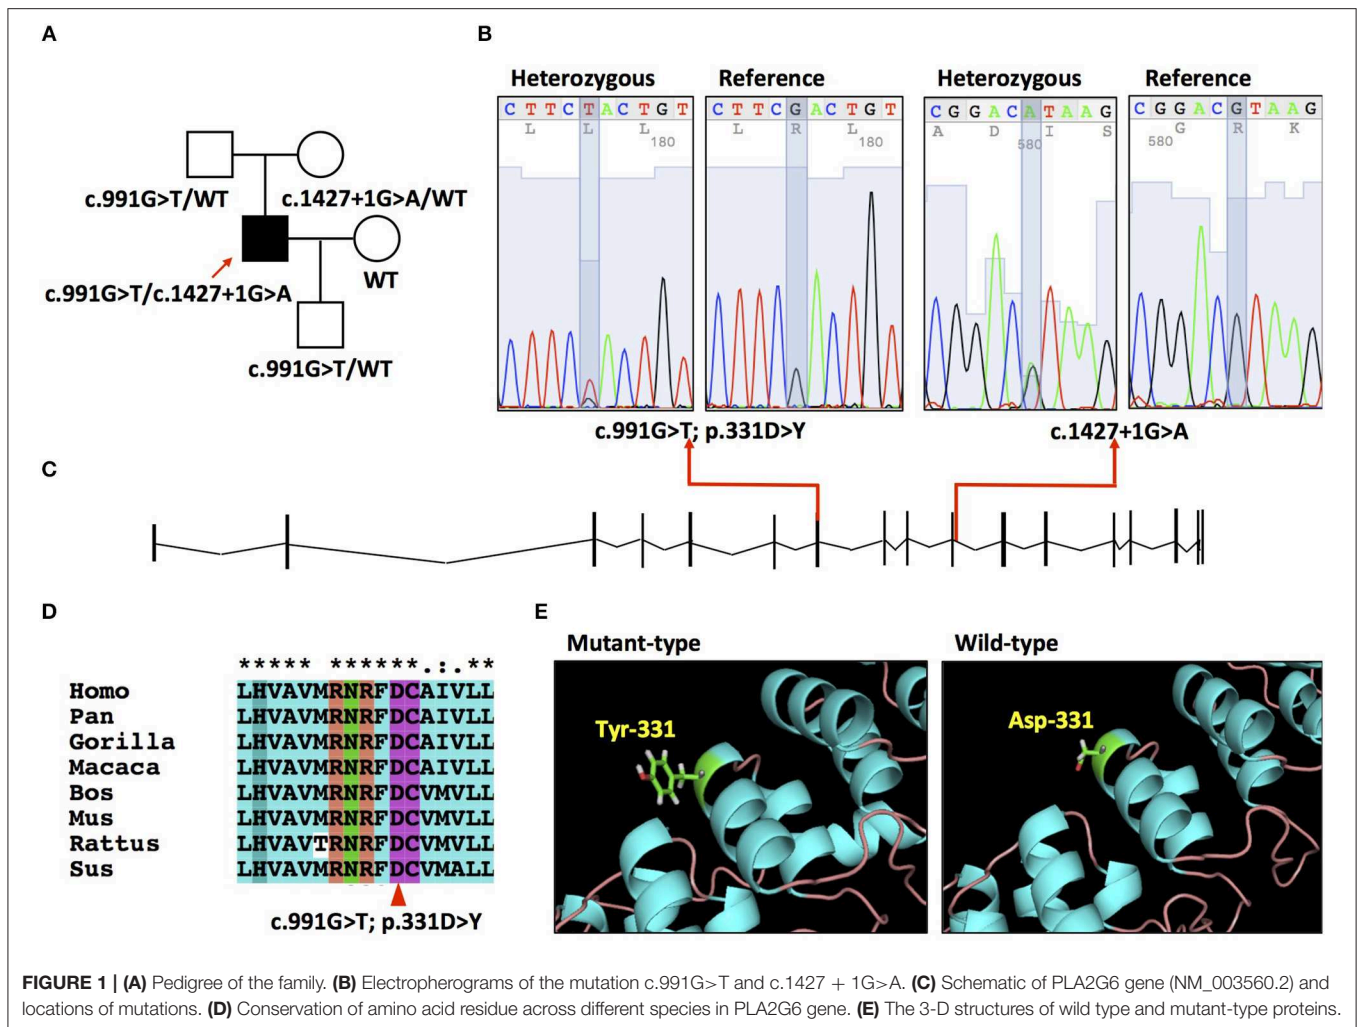 A
B
Heterozygous
Reference
Heterozygous
Reference
C T T C T A C T G T
L L L
180
C T T C G A C T G T
L R L
180
C G G A C A T A A G
A D I S
580
C G G A C G T A A G
G R K
580
c.991G>T/WT
c.1427+1G>A/WT
c.991G>T/c.1427+1G>A
WT
c.991G>T/WT
c.991G>T; p.331D>Y
c.1427+1G>A
C
D
E
***** ******.:.**
Homo LHVAVMRNRFDCAIVLL
Pan LHVAVMRNRFDCAIVLL
Gorilla LHVAVMRNRFDCAIVLL
Macaca LHVAVMRNRFDCAIVLL
Bos LHVAVMRNRFDCVMVLL
Mus LHVAVMRNRFDCVMVLL
Rattus LHVAVTRNRFDCVMVLL
Sus LHVAVMRNRFDCVMALL
c.991G>T; p.331D>Y
Mutant-type
Wild-type
Tyr-331
Asp-331
FIGURE 1 | (A) Pedigree of the family. (B) Electropherograms of the mutation c.991G>T and c.1427 + 1G>A. (C) Schematic of PLA2G6 gene (NM_003560.2) and
locations of mutations. (D) Conservation of amino acid residue across different species in PLA2G6 gene. (E) The 3-D structures of wild type and mutant-type proteins.